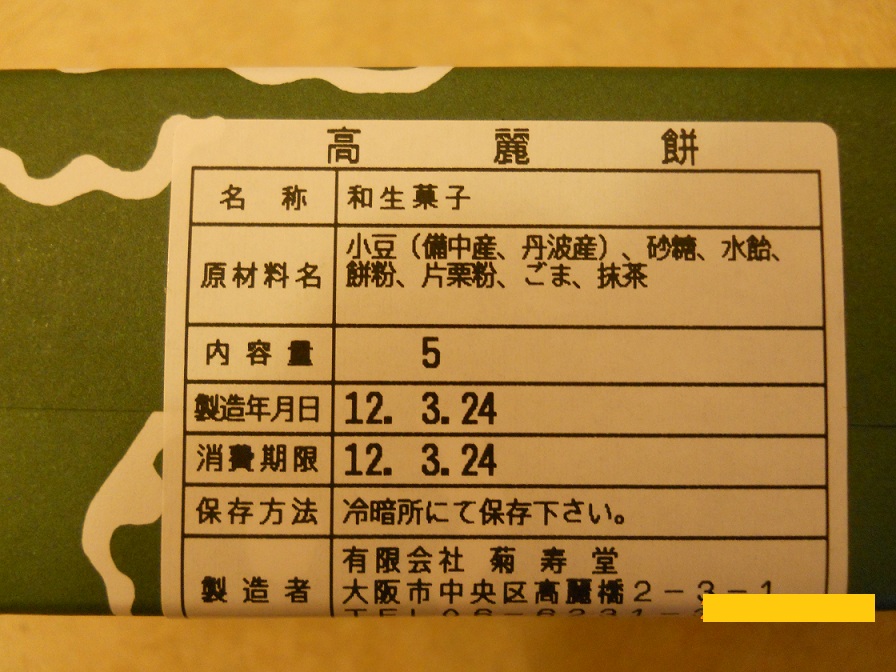 高麗餅
名称 和生菓子
原材料名 小豆（備中産、丹波産）、砂糖、水飴、
餅粉、片栗粉、ごま、抹茶
内容量 5
製造年月日 12. 3.24
消費期限 12. 3.24
保存方法 冷暗所にて保存下さい。
製造者 有限会社 菊寿堂
大阪市中央区高麗橋2-3-1